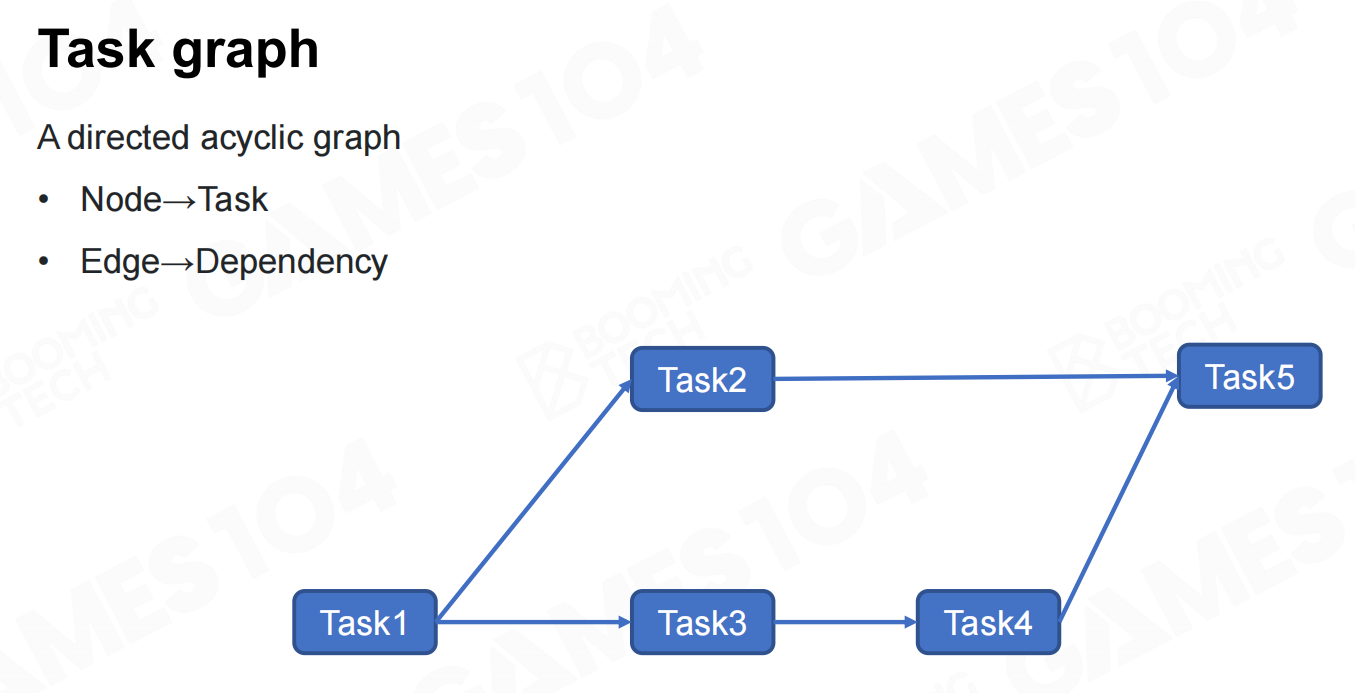 Task graph
A directed acyclic graph
• Node→Task
• Edge→Dependency
Task2
Task5
Task1
Task3
Task4
GAMES104
BOOMING
TECH